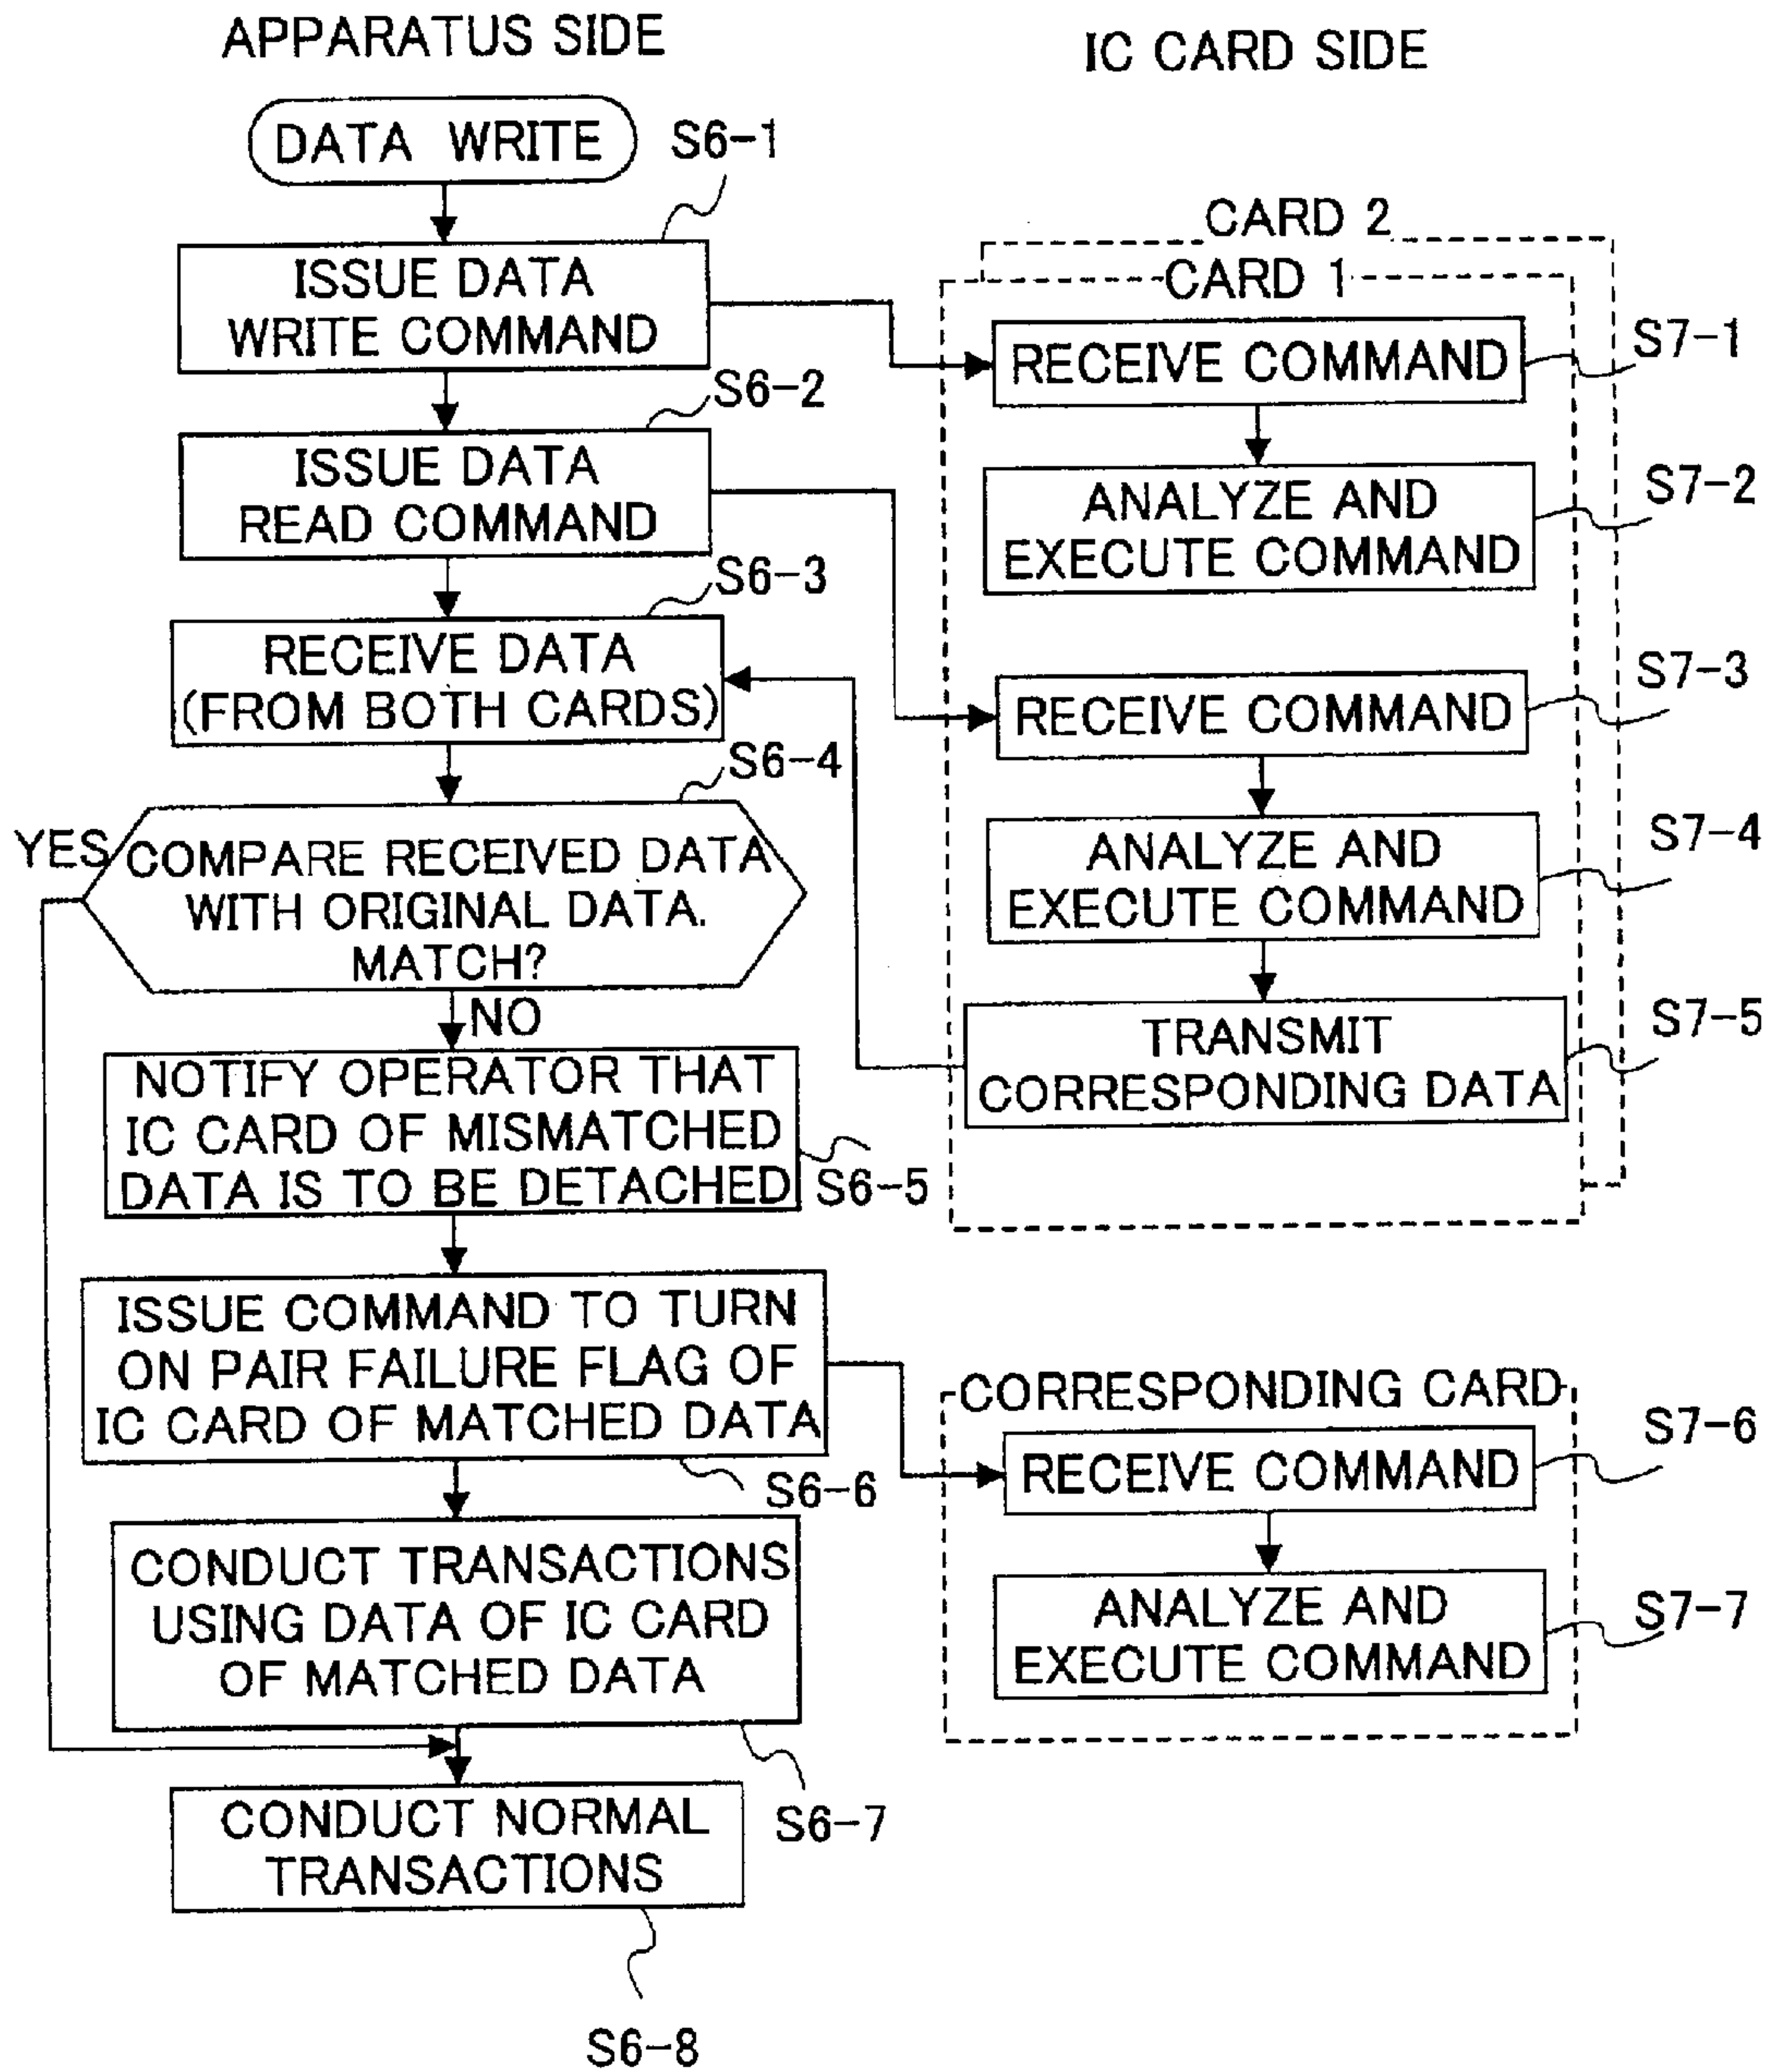 APPARATUS SIDE
IC CARD SIDE
DATA WRITE
S6-1
ISSUE DATA
WRITE COMMAND
S6-2
ISSUE DATA
READ COMMAND
S6-3
RECEIVE DATA
(FROM BOTH CARDS)
S6-4
YES
COMPARE RECEIVED DATA
WITH ORIGINAL DATA.
MATCH?
NO
NOTIFY OPERATOR THAT
IC CARD OF MISMATCHED
DATA IS TO BE DETACHED
S6-5
ISSUE COMMAND TO TURN
ON PAIR FAILURE FLAG OF
IC CARD OF MATCHED DATA
S6-6
CONDUCT TRANSACTIONS
USING DATA OF IC CARD
OF MATCHED DATA
S6-7
CONDUCT NORMAL
TRANSACTIONS
S6-8
CARD 2
CARD 1
RECEIVE COMMAND
S7-1
ANALYZE AND
EXECUTE COMMAND
S7-2
RECEIVE COMMAND
S7-3
ANALYZE AND
EXECUTE COMMAND
S7-4
TRANSMIT
CORRESPONDING DATA
S7-5
CORRESPONDING CARD
RECEIVE COMMAND
S7-6
ANALYZE AND
EXECUTE COMMAND
S7-7